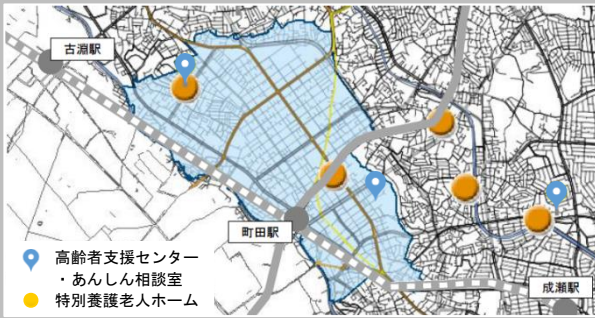 古淵駅
町田駅
成瀬駅
高齢者支援センター
・あんしん相談室
特別養護老人ホーム